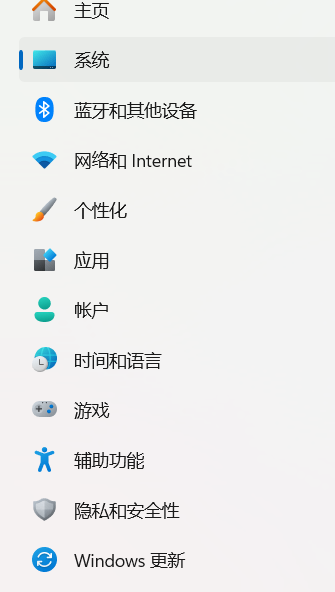 主页
系统
蓝牙和其他设备
网络和 Internet
个性化
应用
帐户
时间和语言
游戏
辅助功能
隐私和安全性
Windows 更新